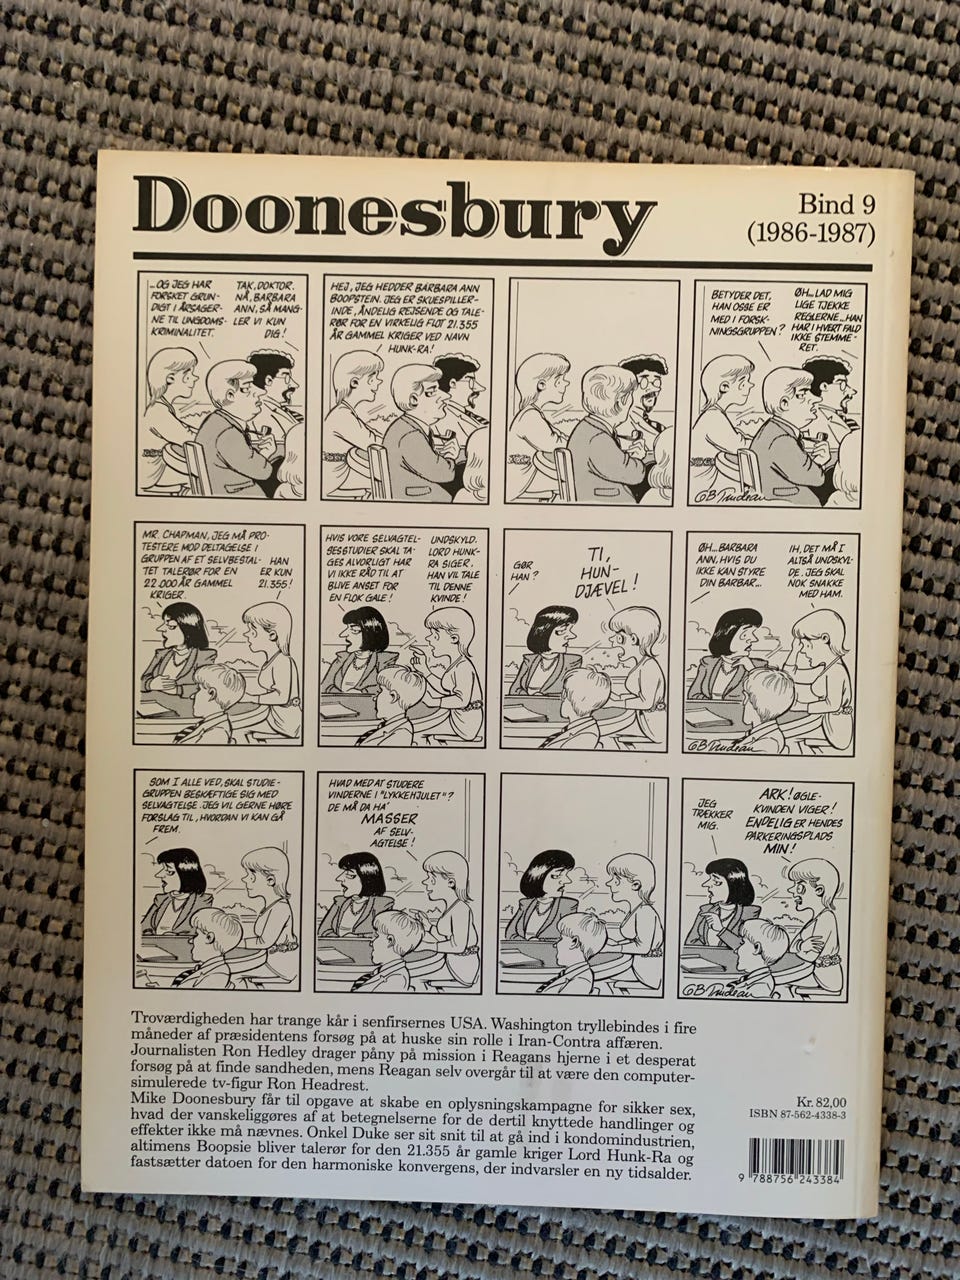 Doonesbury
Bind 9
(1986-1987)
...OG JEG HAR
FORSKET GRUN-
DIGT I ÅRSAGER-
NE TIL UNGDOMS-
KRIMINALITET.
TAK, DOKTOR.
NÅ, BARBARA
ANN, SÅ MANG-
LER VI KUN
DIG!
HEJ, JEG HEDDER BARBARA ANN
BOOPSTEIN. JEG ER SKUESPILLER-
INDE, ÅNDELIG REJSENDE OG TALE-
RØR FOR EN VIRKELIG FLOT 21.355
ÅR GAMMEL KRIGER VED NAVN
HUNK-RA!
BETYDER DET,
HAN OSSE ER
MED I FORSK-
NINGSGRUPPEN?
ØH... LAD MIG
LIGE TJEKKE
REGLERNE... HAN
HAR I HVERT FALD
IKKE STEMME-
RET.
GB Trudeau
MR. CHAPMAN, JEG MÅ PRO-
TESTERE MOD DELTAGELSE I
GRUPPEN AF ET SELVBESTAL-
TET TALERØR FOR EN
22.000 ÅR GAMMEL
KRIGER.
HAN
ER KUN
21.355!
HVIS VORE SELVAGTEL-
SESSTUDIER SKAL TA-
GES ALVORLIGT HAR
VI IKKE RÅD TIL AT
BLIVE ANSET FOR
EN FLOK GALE!
UNDSKYLD.
LORD HUNK-
RA SIGER,
HAN VIL TALE
TIL DENNE
KVINDE!
GØR
HAN?
TI,
HUN-
DJÆVEL!
ØH... BARBARA
ANN, HVIS DU
IKKE KAN STYRE
DIN BARBAR...
IH, DET MÅ I
ALTSÅ UNDSKYL-
DE. JEG SKAL
NOK SNAKKE
MED HAM.
GB Trudeau
SOM I ALLE VED, SKAL STUDIE-
GRUPPEN BESKÆFTIGE SIG MED
SELVAGTELSE. JEG VIL GERNE HØRE
FORSLAG TIL, HVORDAN VI KAN GÅ
FREM.
HVAD MED AT STUDERE
VINDERNE I "LYKKEHJULET"?
DE MÅ DA HA'
MASSER
AF SELV-
AGTELSE!
JEG
TRÆKKER
MIG.
ARK! ØGLE-
KVINDEN VIGER!
ENDELIG ER HENDES
PARKERINGSPLADS
MIN!
GB Trudeau
Troværdigheden har trange kår i senfirsernes USA. Washington tryllebindes i fire
måneder af præsidentens forsøg på at huske sin rolle i Iran-Contra affæren.
Journalisten Ron Hedley drager påny på mission i Reagans hjerne i et desperat
forsøg på at finde sandheden, mens Reagan selv overgår til at være den computer-
simulerede tv-figur Ron Headrest.
Mike Doonesbury får til opgave at skabe en oplysningskampagne for sikker sex,
hvad der vanskeliggøres af at betegnelserne for de dertil knyttede handlinger og
effekter ikke må nævnes. Onkel Duke ser sit snit til at gå ind i kondomindustrien,
altimens Boopsie bliver talerør for den 21.355 år gamle kriger Lord Hunk-Ra og
fastsætter datoen for den harmoniske konvergens, der indvarsler en ny tidsalder.
Kr. 82,00
ISBN 87-562-4338-3
9 788756 243384